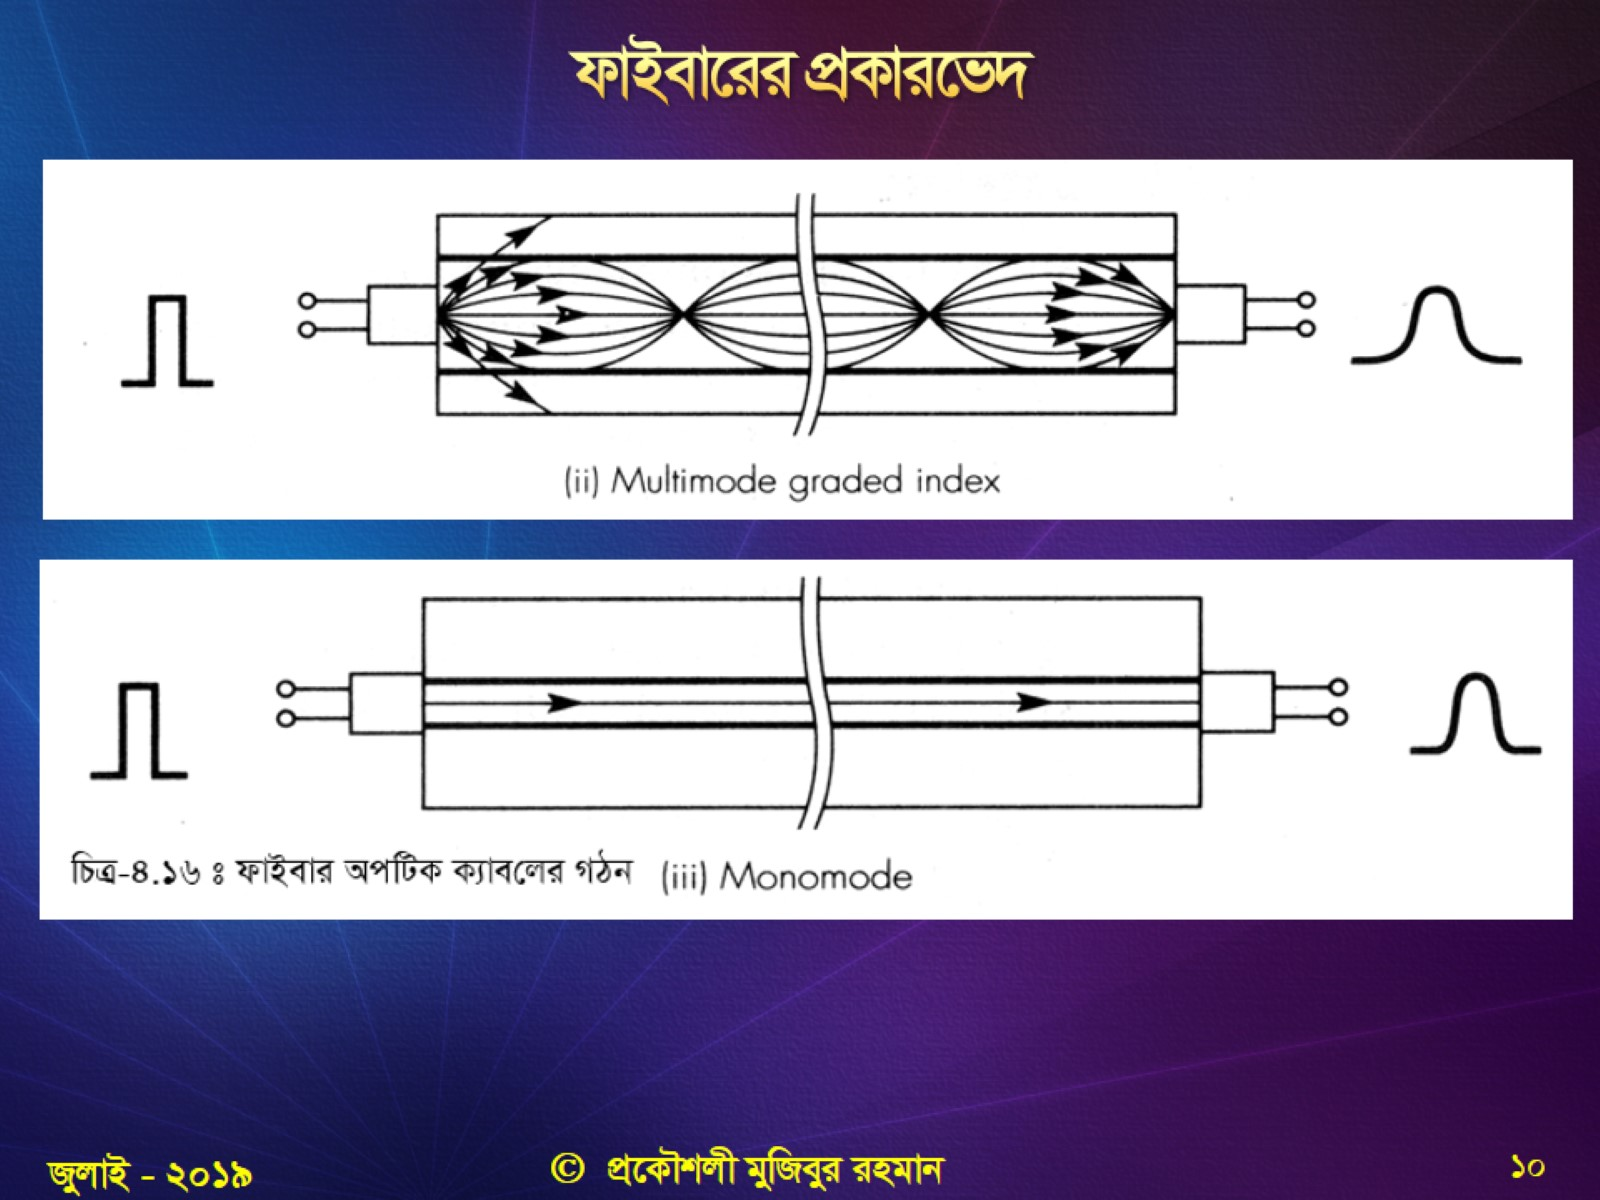 ফাইবারের প্রকারভেদ
(ii) Multimode graded index
চিত্র-৪.১৬ ঃ ফাইবার অপটিক ক্যাবলের গঠন (iii) Monomode
জুলাই - ২০১৯ © প্রকৌশলী মুজিবুর রহমান ১০